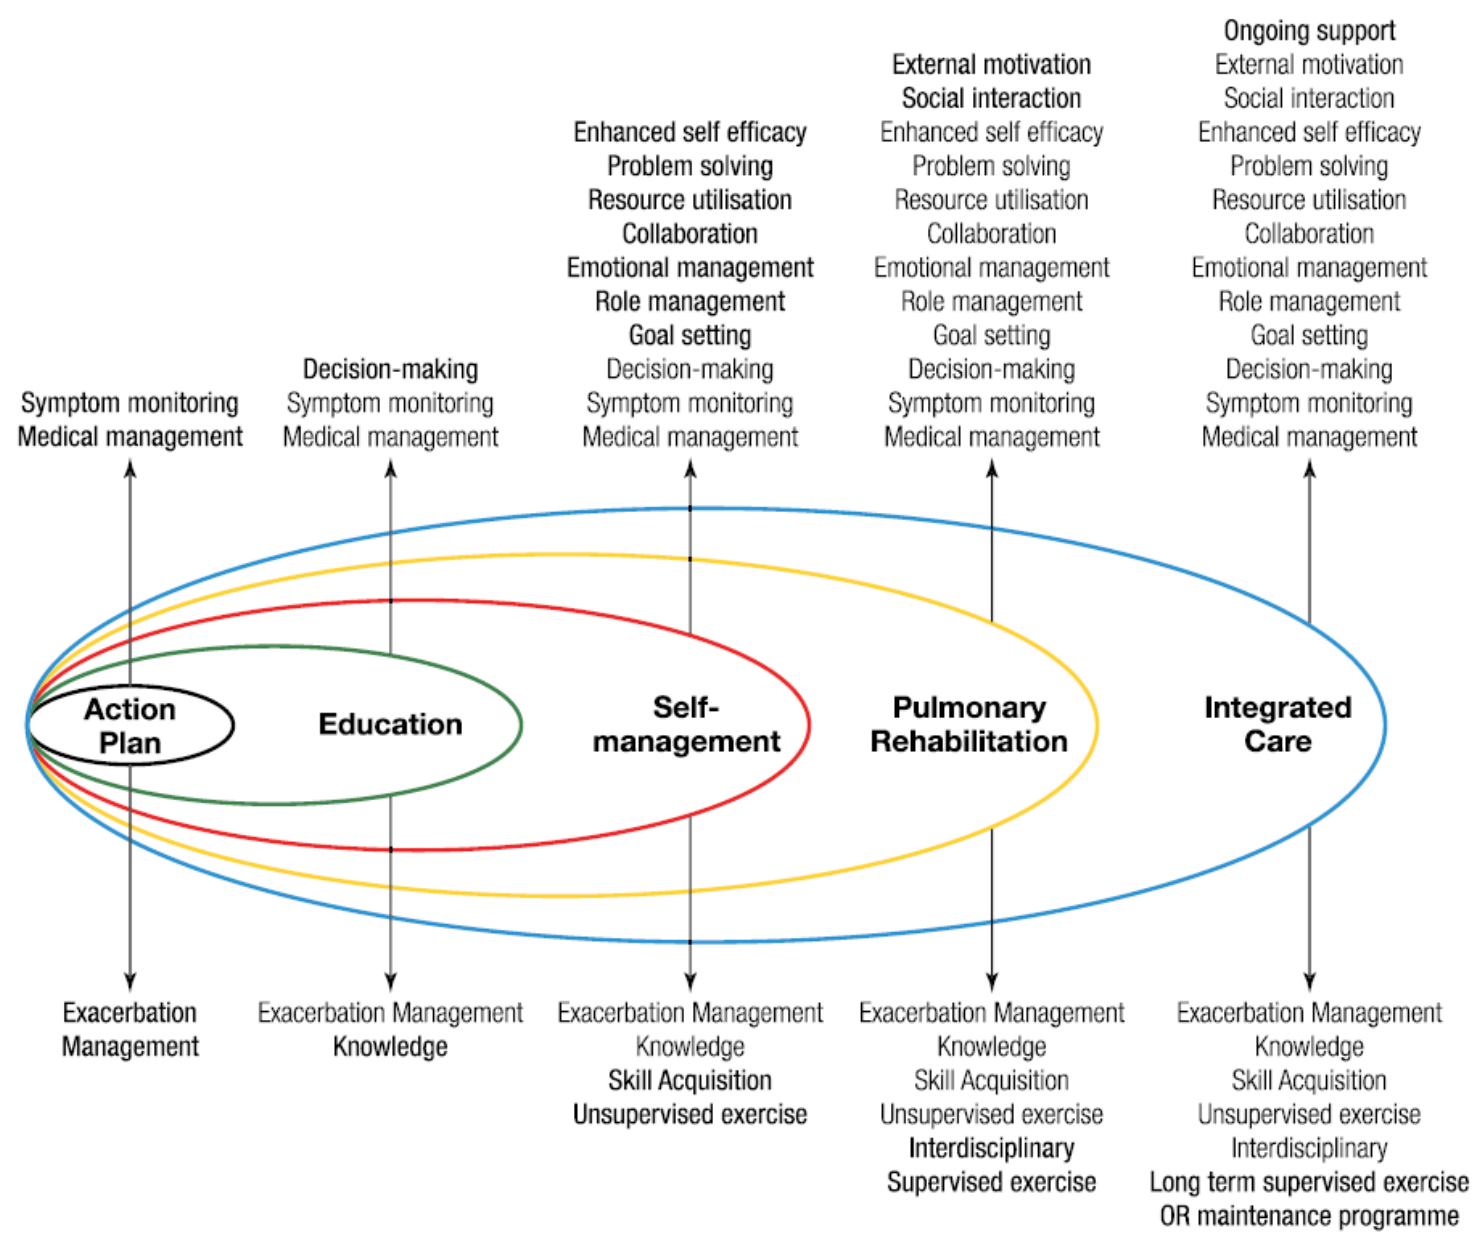 Symptom monitoring
Medical management
Decision-making
Symptom monitoring
Medical management
Enhanced self efficacy
Problem solving
Resource utilisation
Collaboration
Emotional management
Role management
Goal setting
Decision-making
Symptom monitoring
Medical management
External motivation
Social interaction
Enhanced self efficacy
Problem solving
Resource utilisation
Collaboration
Emotional management
Role management
Goal setting
Decision-making
Symptom monitoring
Medical management
Ongoing support
External motivation
Social interaction
Enhanced self efficacy
Problem solving
Resource utilisation
Collaboration
Emotional management
Role management
Goal setting
Decision-making
Symptom monitoring
Medical management
Action
Plan
Education
Self-
management
Pulmonary
Rehabilitation
Integrated
Care
Exacerbation
Management
Exacerbation Management
Knowledge
Exacerbation Management
Knowledge
Skill Acquisition
Unsupervised exercise
Exacerbation Management
Knowledge
Skill Acquisition
Unsupervised exercise
Interdisciplinary
Supervised exercise
Exacerbation Management
Knowledge
Skill Acquisition
Unsupervised exercise
Interdisciplinary
Long term supervised exercise
OR maintenance programme